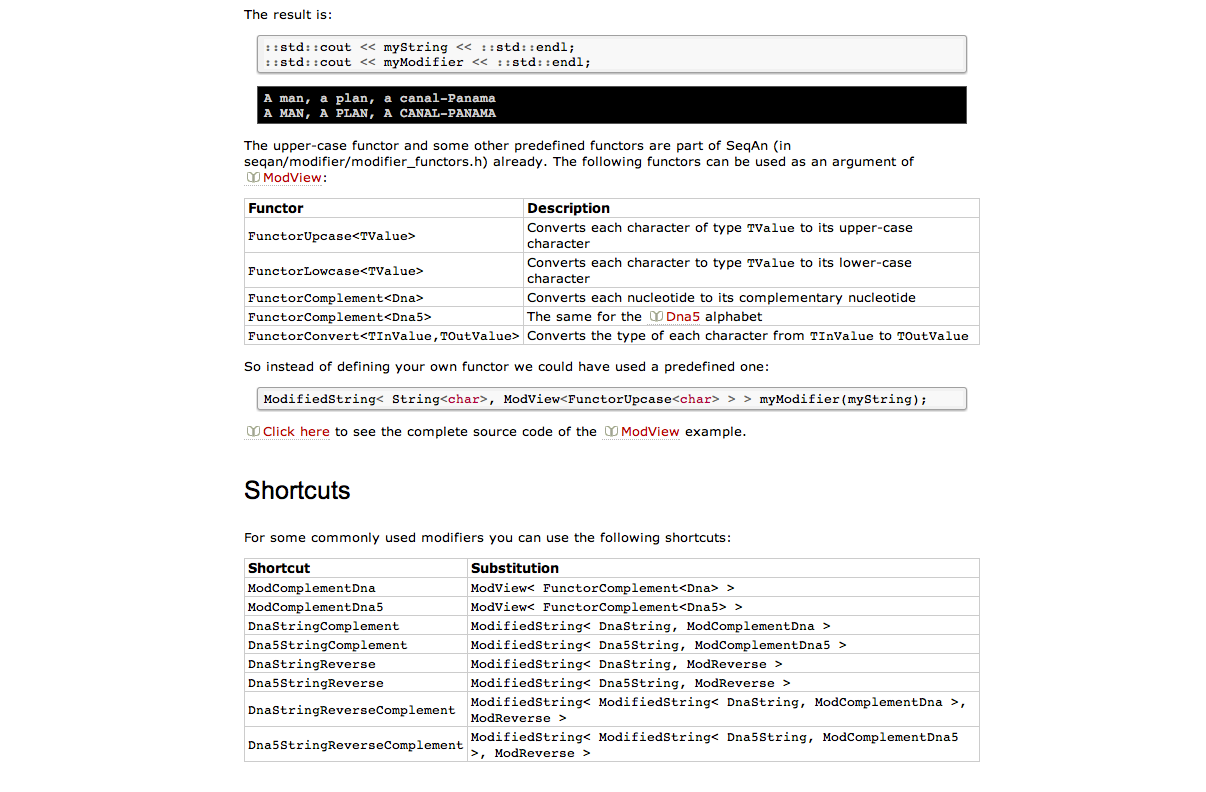 The result is:
::std::cout << myString << ::std::endl;
::std::cout << myModifier << ::std::endl;
A man, a plan, a canal-Panama
A MAN, A PLAN, A CANAL-PANAMA
The upper-case functor and some other predefined functors are part of SeqAn (in
seqan/modifier/modifier_functors.h) already. The following functors can be used as an argument of
ModView:
Functor Description
FunctorUpcase<TValue> Converts each character of type TValue to its upper-case
character
FunctorLowcase<TValue> Converts each character to type TValue to its lower-case
character
FunctorComplement<Dna> Converts each nucleotide to its complementary nucleotide
FunctorComplement<Dna5> The same for the Dna5 alphabet
FunctorConvert<TInValue,TOutValue> Converts the type of each character from TInValue to TOutValue
So instead of defining your own functor we could have used a predefined one:
ModifiedString< String<char>, ModView<FunctorUpcase<char> > > myModifier(myString);
Click here to see the complete source code of the ModView example.
Shortcuts
For some commonly used modifiers you can use the following shortcuts:
Shortcut Substitution
ModComplementDna ModView< FunctorComplement<Dna> >
ModComplementDna5 ModView< FunctorComplement<Dna5> >
DnaStringComplement ModifiedString< DnaString, ModComplementDna >
Dna5StringComplement ModifiedString< Dna5String, ModComplementDna5 >
DnaStringReverse ModifiedString< DnaString, ModReverse >
Dna5StringReverse ModifiedString< Dna5String, ModReverse >
DnaStringReverseComplement ModifiedString< ModifiedString< DnaString, ModComplementDna >,
ModReverse >
Dna5StringReverseComplement ModifiedString< ModifiedString< Dna5String, ModComplementDna5
>, ModReverse >